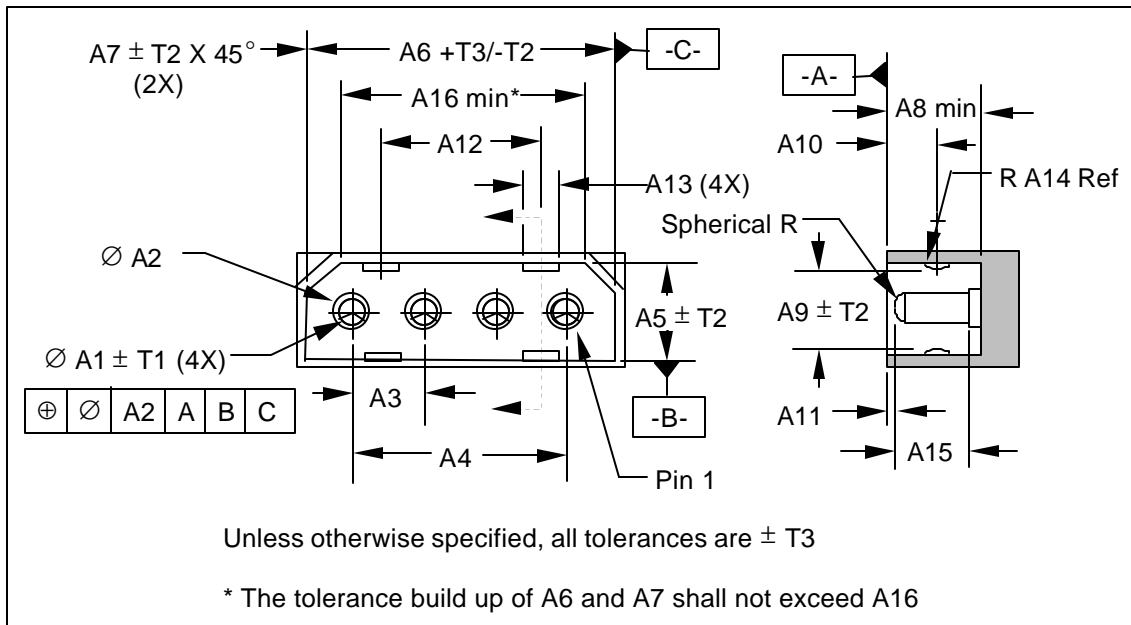 A7 ± T2 X 45°
(2X)
A6 +T3/-T2
-C-
A16 min*
A12
A13 (4X)
-A-
A8 min
A10
R A14 Ref
Spherical R
∅ A2
A5 ± T2
A9 ± T2
∅ A1 ± T1 (4X)
⊕ ∅ A2 A B C
A3
-B-
A11
A4
A15
Pin 1
Unless otherwise specified, all tolerances are ± T3
* The tolerance build up of A6 and A7 shall not exceed A16